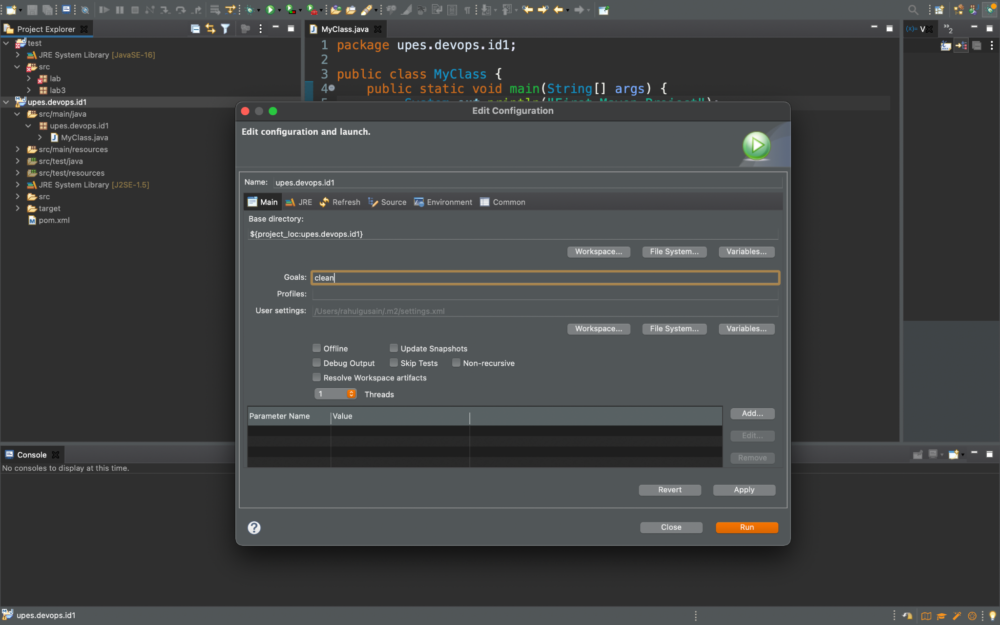 Project Explorer
test
JRE System Library [JavaSE-16]
src
lab
lab3
upes.devops.id1
src/main/java
upes.devops.id1
MyClass.java
src/main/resources
src/test/java
src/test/resources
JRE System Library [J2SE-1.5]
src
target
pom.xml
MyClass.java
1 package upes.devops.id1;
2
3 public class MyClass {
4 public static void main(String[] args) {
5 System.out.println("First Maven Project");
(x)= V
»2
Edit Configuration
Edit configuration and launch.
Name: upes.devops.id1
Main JRE Refresh Source Environment Common
Base directory:
${project_loc:upes.devops.id1}
Workspace... File System... Variables...
Goals: clean
Profiles:
User settings: /Users/rahulgusain/.m2/settings.xml
Workspace... File System... Variables...
Offline Update Snapshots
Debug Output Skip Tests Non-recursive
Resolve Workspace artifacts
1 Threads
Parameter Name Value
Add...
Edit...
Remove
Revert Apply
Close Run
Console
No consoles to display at this time.
upes.devops.id1